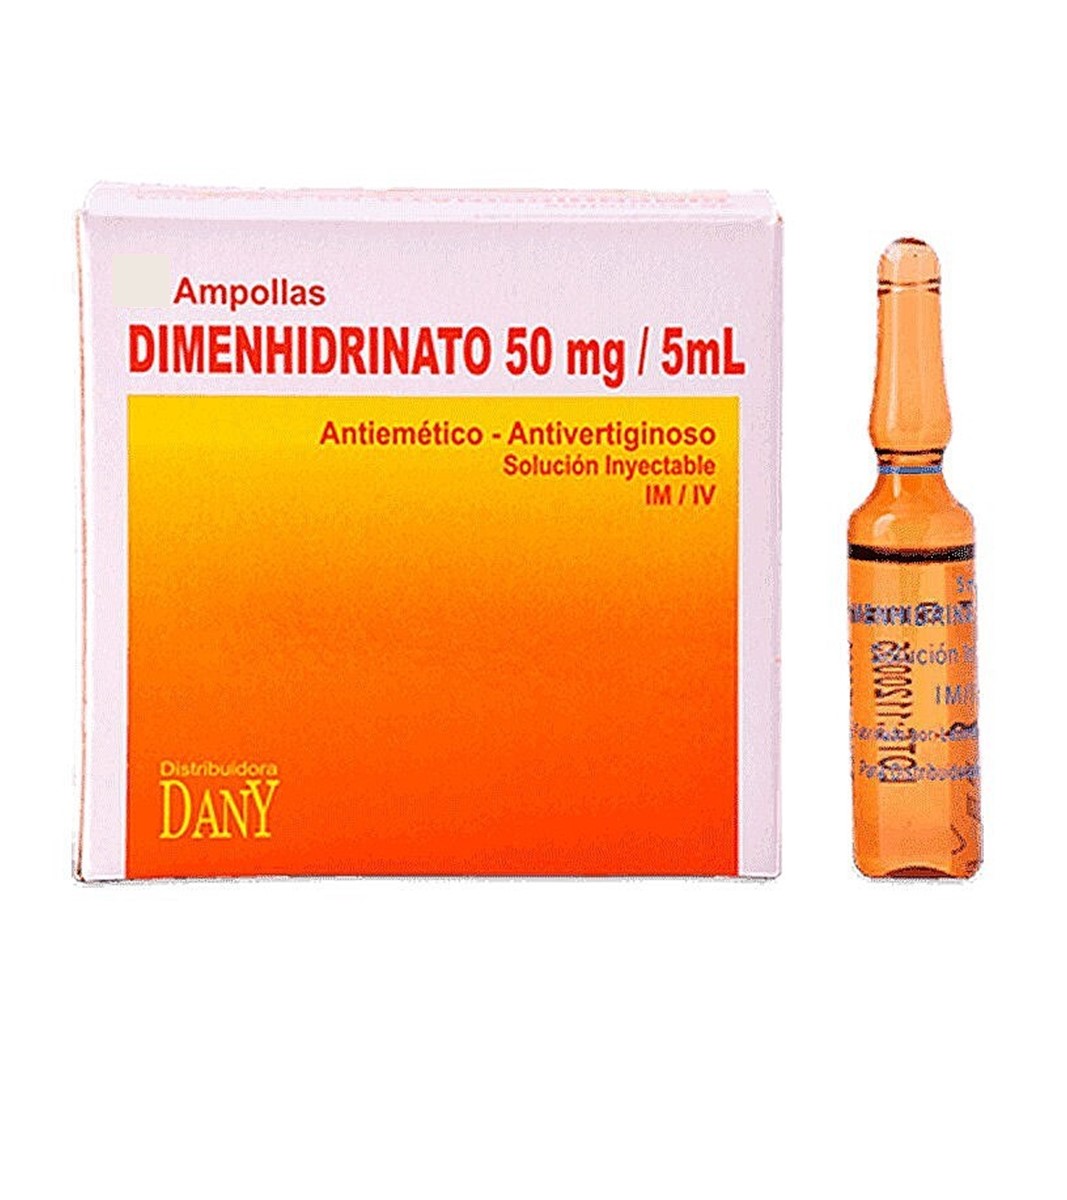 Ampollas
DIMENHIDRINATO 50 mg / 5mL
Antiemético - Antivertiginoso
Solución Inyectable
IM / IV
Distribuidora
DANY